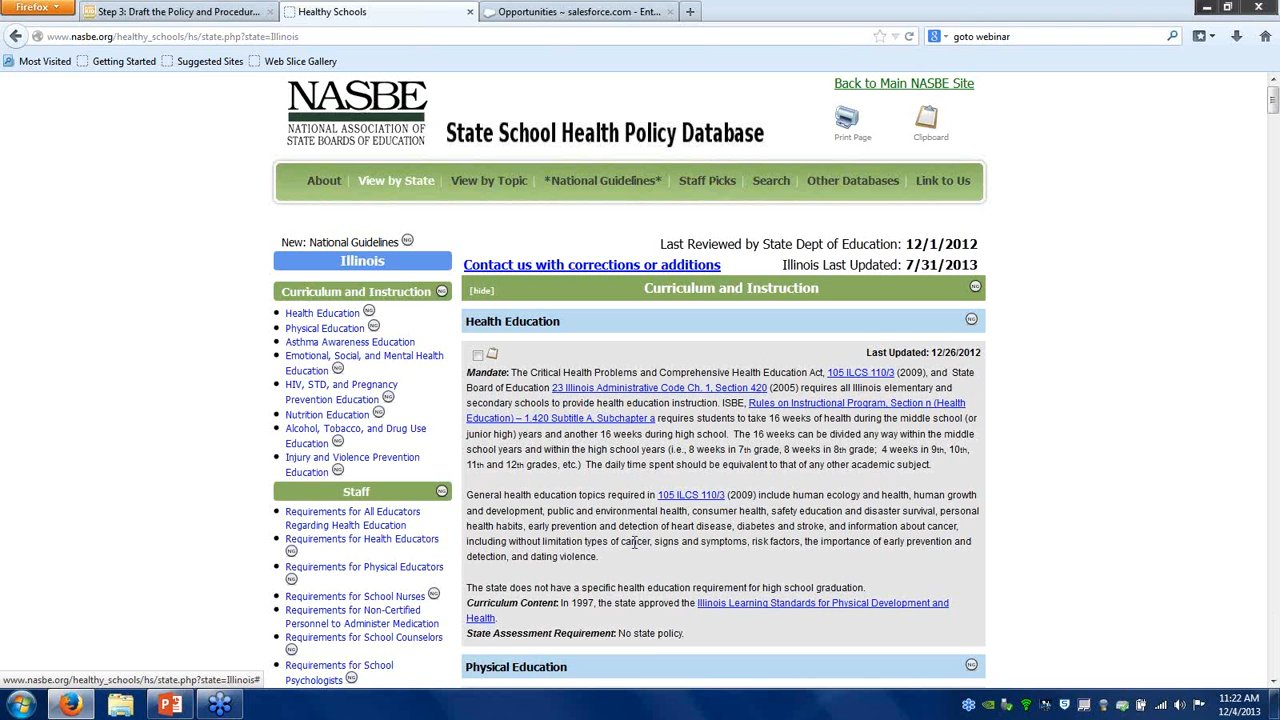 Firefox
Step 3: Draft the Policy and Procedur...
Healthy Schools
Opportunities ~ salesforce.com - Ent...
www.nasbe.org/healthy_schools/hs/state.php?state=Illinois
goto webinar
Most Visited
Getting Started
Suggested Sites
Web Slice Gallery
NASBE
NATIONAL ASSOCIATION
OF STATE BOARDS OF EDUCATION
State School Health Policy Database
Back to Main NASBE Site
Print Page
Clipboard
About
View by State
View by Topic
*National Guidelines*
Staff Picks
Search
Other Databases
Link to Us
New: National Guidelines NG
Illinois
Curriculum and Instruction NG
Health Education NG
Physical Education NG
Asthma Awareness Education
Emotional, Social, and Mental Health
Education NG
HIV, STD, and Pregnancy
Prevention Education NG
Nutrition Education NG
Alcohol, Tobacco, and Drug Use
Education NG
Injury and Violence Prevention
Education NG
Staff NG
Requirements for All Educators
Regarding Health Education
Requirements for Health Educators
NG
Requirements for Physical Educators
NG
Requirements for School Nurses NG
Requirements for Non-Certified
Personnel to Administer Medication
Requirements for School Counselors
NG
Requirements for School
Psychologists NG
Last Reviewed by State Dept of Education: 12/1/2012
Contact us with corrections or additions
Illinois Last Updated: 7/31/2013
[hide]
Curriculum and Instruction NG
Health Education NG
Last Updated: 12/26/2012
Mandate: The Critical Health Problems and Comprehensive Health Education Act, 105 ILCS 110/3 (2009), and State
Board of Education 23 Illinois Administrative Code Ch. 1, Section 420 (2005) requires all Illinois elementary and
secondary schools to provide health education instruction. ISBE, Rules on Instructional Program, Section n (Health
Education) – 1.420 Subtitle A, Subchapter a requires students to take 16 weeks of health during the middle school (or
junior high) years and another 16 weeks during high school. The 16 weeks can be divided any way within the middle
school years and within the high school years (i.e., 8 weeks in 7th grade, 8 weeks in 8th grade; 4 weeks in 9th, 10th,
11th and 12th grades, etc.) The daily time spent should be equivalent to that of any other academic subject.
General health education topics required in 105 ILCS 110/3 (2009) include human ecology and health, human growth
and development, public and environmental health, consumer health, safety education and disaster survival, personal
health habits, early prevention and detection of heart disease, diabetes and stroke, and information about cancer,
including without limitation types of cancer, signs and symptoms, risk factors, the importance of early prevention and
detection, and dating violence.
The state does not have a specific health education requirement for high school graduation.
Curriculum Content: In 1997, the state approved the Illinois Learning Standards for Physical Development and
Health.
State Assessment Requirement: No state policy.
Physical Education NG
www.nasbe.org/healthy_schools/hs/state.php?state=Illinois#
11:22 AM
12/4/2013